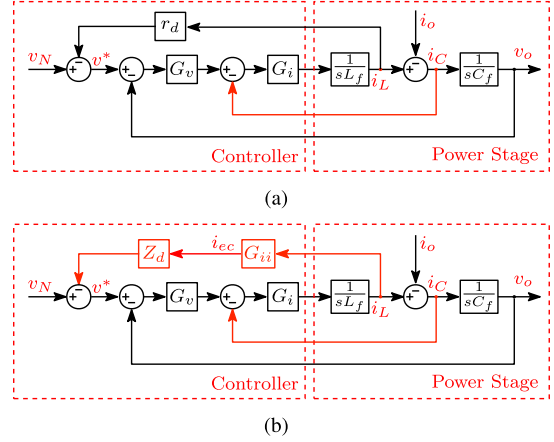 r_d
i_o
v_N + − v* + − G_v + − G_i 1/sL_f i_L + − i_C 1/sC_f v_o
Controller Power Stage
(a)
Z_d i_ec G_ii
i_o
v_N + − v* + − G_v + − G_i 1/sL_f i_L + − i_C 1/sC_f v_o
Controller Power Stage
(b)